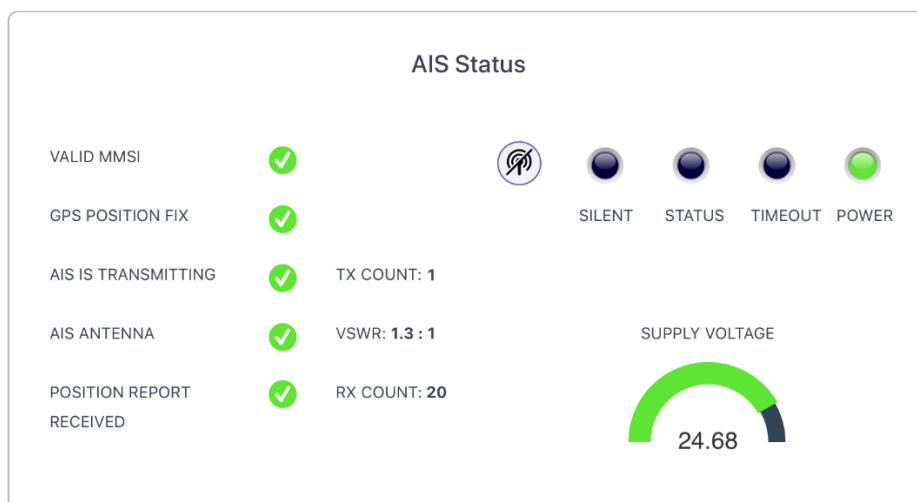 AIS Status
VALID MMSI
SILENT STATUS TIMEOUT POWER
GPS POSITION FIX
AIS IS TRANSMITTING TX COUNT: 1
AIS ANTENNA VSWR: 1.3 : 1
SUPPLY VOLTAGE
POSITION REPORT
RECEIVED
RX COUNT: 20
24.68